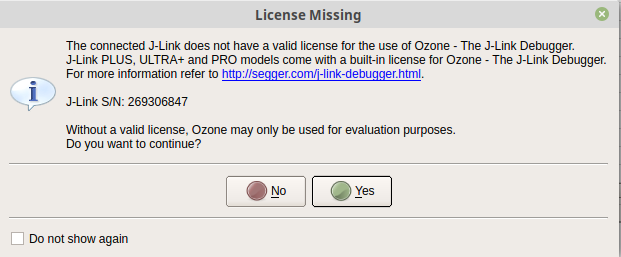 License Missing
The connected J-Link does not have a valid license for the use of Ozone - The J-Link Debugger.
J-Link PLUS, ULTRA+ and PRO models come with a built-in license for Ozone - The J-Link Debugger.
For more information refer to http://segger.com/j-link-debugger.html.
J-Link S/N: 269306847
Without a valid license, Ozone may only be used for evaluation purposes.
Do you want to continue?
No
Yes
Do not show again